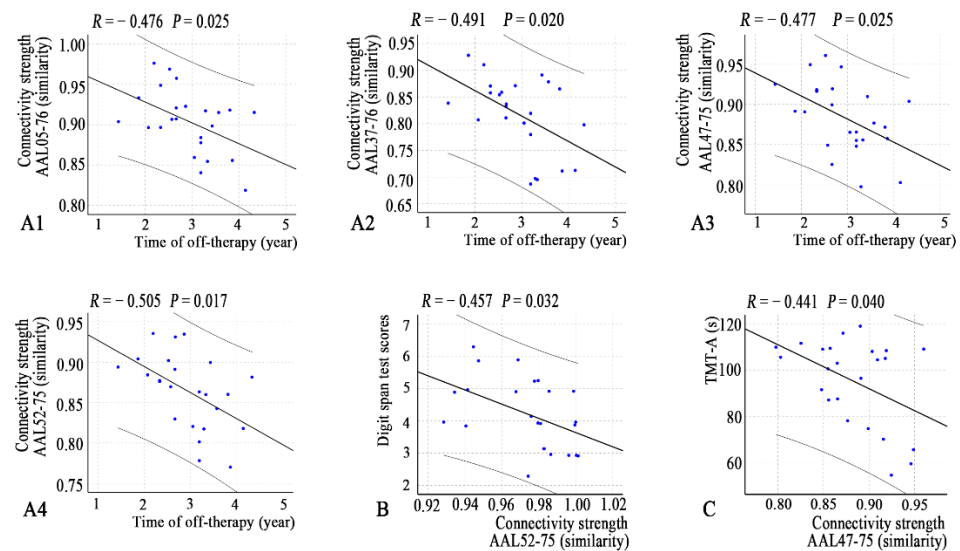 R = − 0.476 P = 0.025
Connectivity strength
AAL05-76 (similarity)
1.00
0.95
0.90
0.85
0.80
1 2 3 4 5
A1
Time of off-therapy (year)
R = − 0.491 P = 0.020
Connectivity strength
AAL37-76 (similarity)
0.95
0.90
0.85
0.80
0.75
0.70
0.65
1 2 3 4 5
A2
Time of off-therapy (year)
R = − 0.477 P = 0.025
Connectivity strength
AAL47-75 (similarity)
0.95
0.90
0.85
0.80
1 2 3 4 5
A3
Time of off-therapy (year)
R = − 0.505 P = 0.017
Connectivity strength
AAL52-75 (similarity)
0.95
0.90
0.85
0.80
0.75
1 2 3 4 5
A4
Time of off-therapy (year)
R = − 0.457 P = 0.032
Digit span test scores
7
6
5
4
3
2
0.92 0.94 0.96 0.98 1.00 1.02
B
Connectivity strength
AAL52-75 (similarity)
R = − 0.441 P = 0.040
TMT-A (s)
120
100
80
60
0.80 0.85 0.90 0.95
C
Connectivity strength
AAL47-75 (similarity)